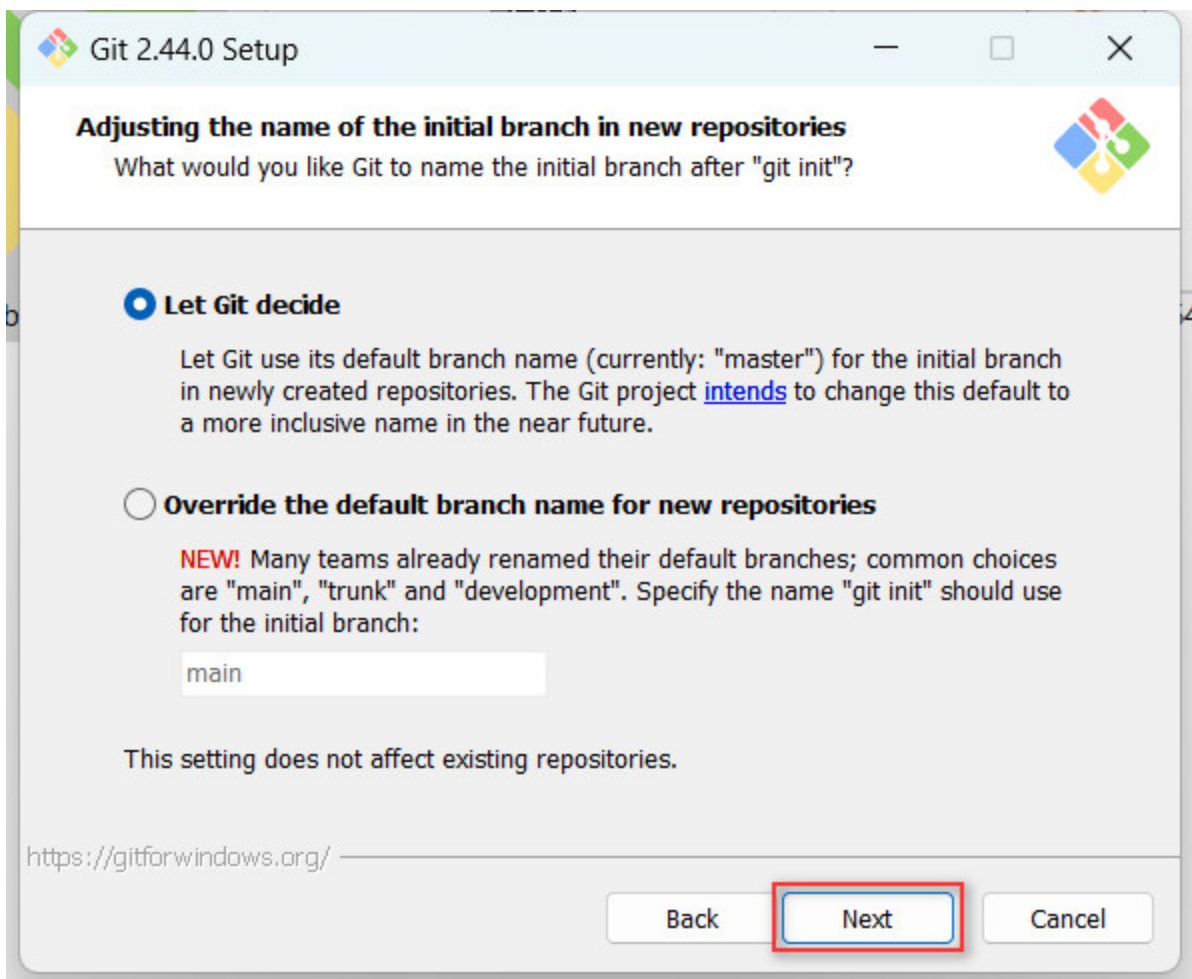 Git 2.44.0 Setup
Adjusting the name of the initial branch in new repositories
What would you like Git to name the initial branch after "git init"?
Let Git decide
Let Git use its default branch name (currently: "master") for the initial branch
in newly created repositories. The Git project intends to change this default to
a more inclusive name in the near future.
Override the default branch name for new repositories
NEW! Many teams already renamed their default branches; common choices
are "main", "trunk" and "development". Specify the name "git init" should use
for the initial branch:
main
This setting does not affect existing repositories.
https://gitforwindows.org/
Back Next Cancel